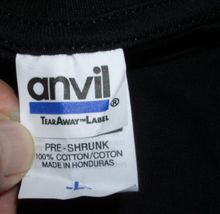 anvil®
TEARAWAY™LABEL
PRE-SHRUNK
100% COTTON/COTON
MADE IN HONDURAS
L